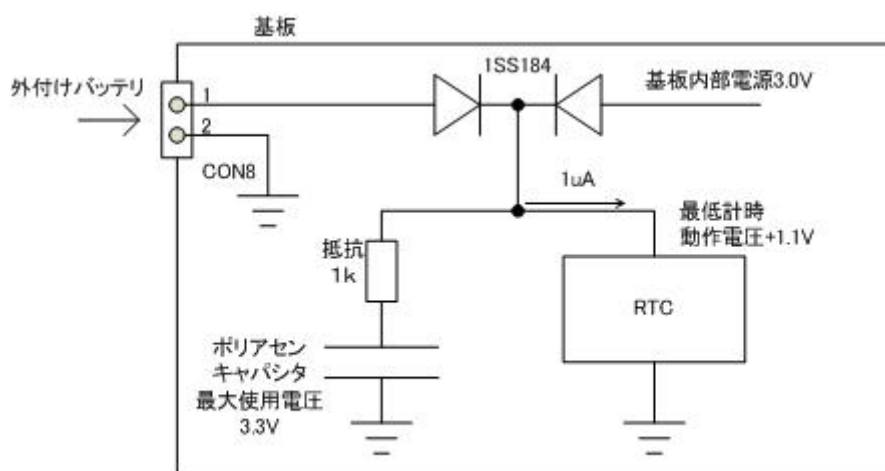 基板
1SS184
外付けバッテリ
1
基板内部電源3.0V
2
CON8
1uA
最低計時
動作電圧+1.1V
抵抗
1k
RTC
ポリアセン
キャパシタ
最大使用電圧
3.3V